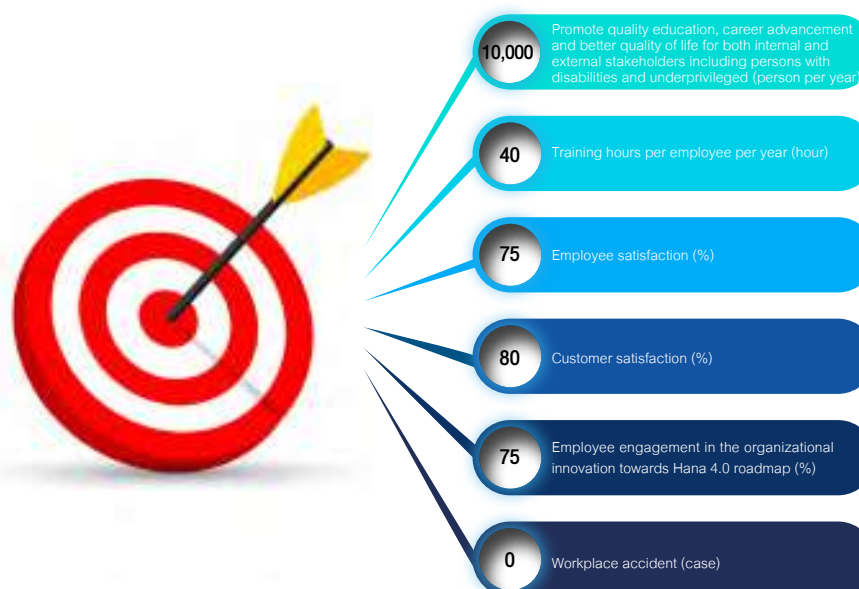 10,000
Promote quality education, career advancement
and better quality of life for both internal and
external stakeholders including persons with
disabilities and underprivileged (person per year)
40
Training hours per employee per year (hour)
75
Employee satisfaction (%)
80
Customer satisfaction (%)
75
Employee engagement in the organizational
innovation towards Hana 4.0 roadmap (%)
0
Workplace accident (case)